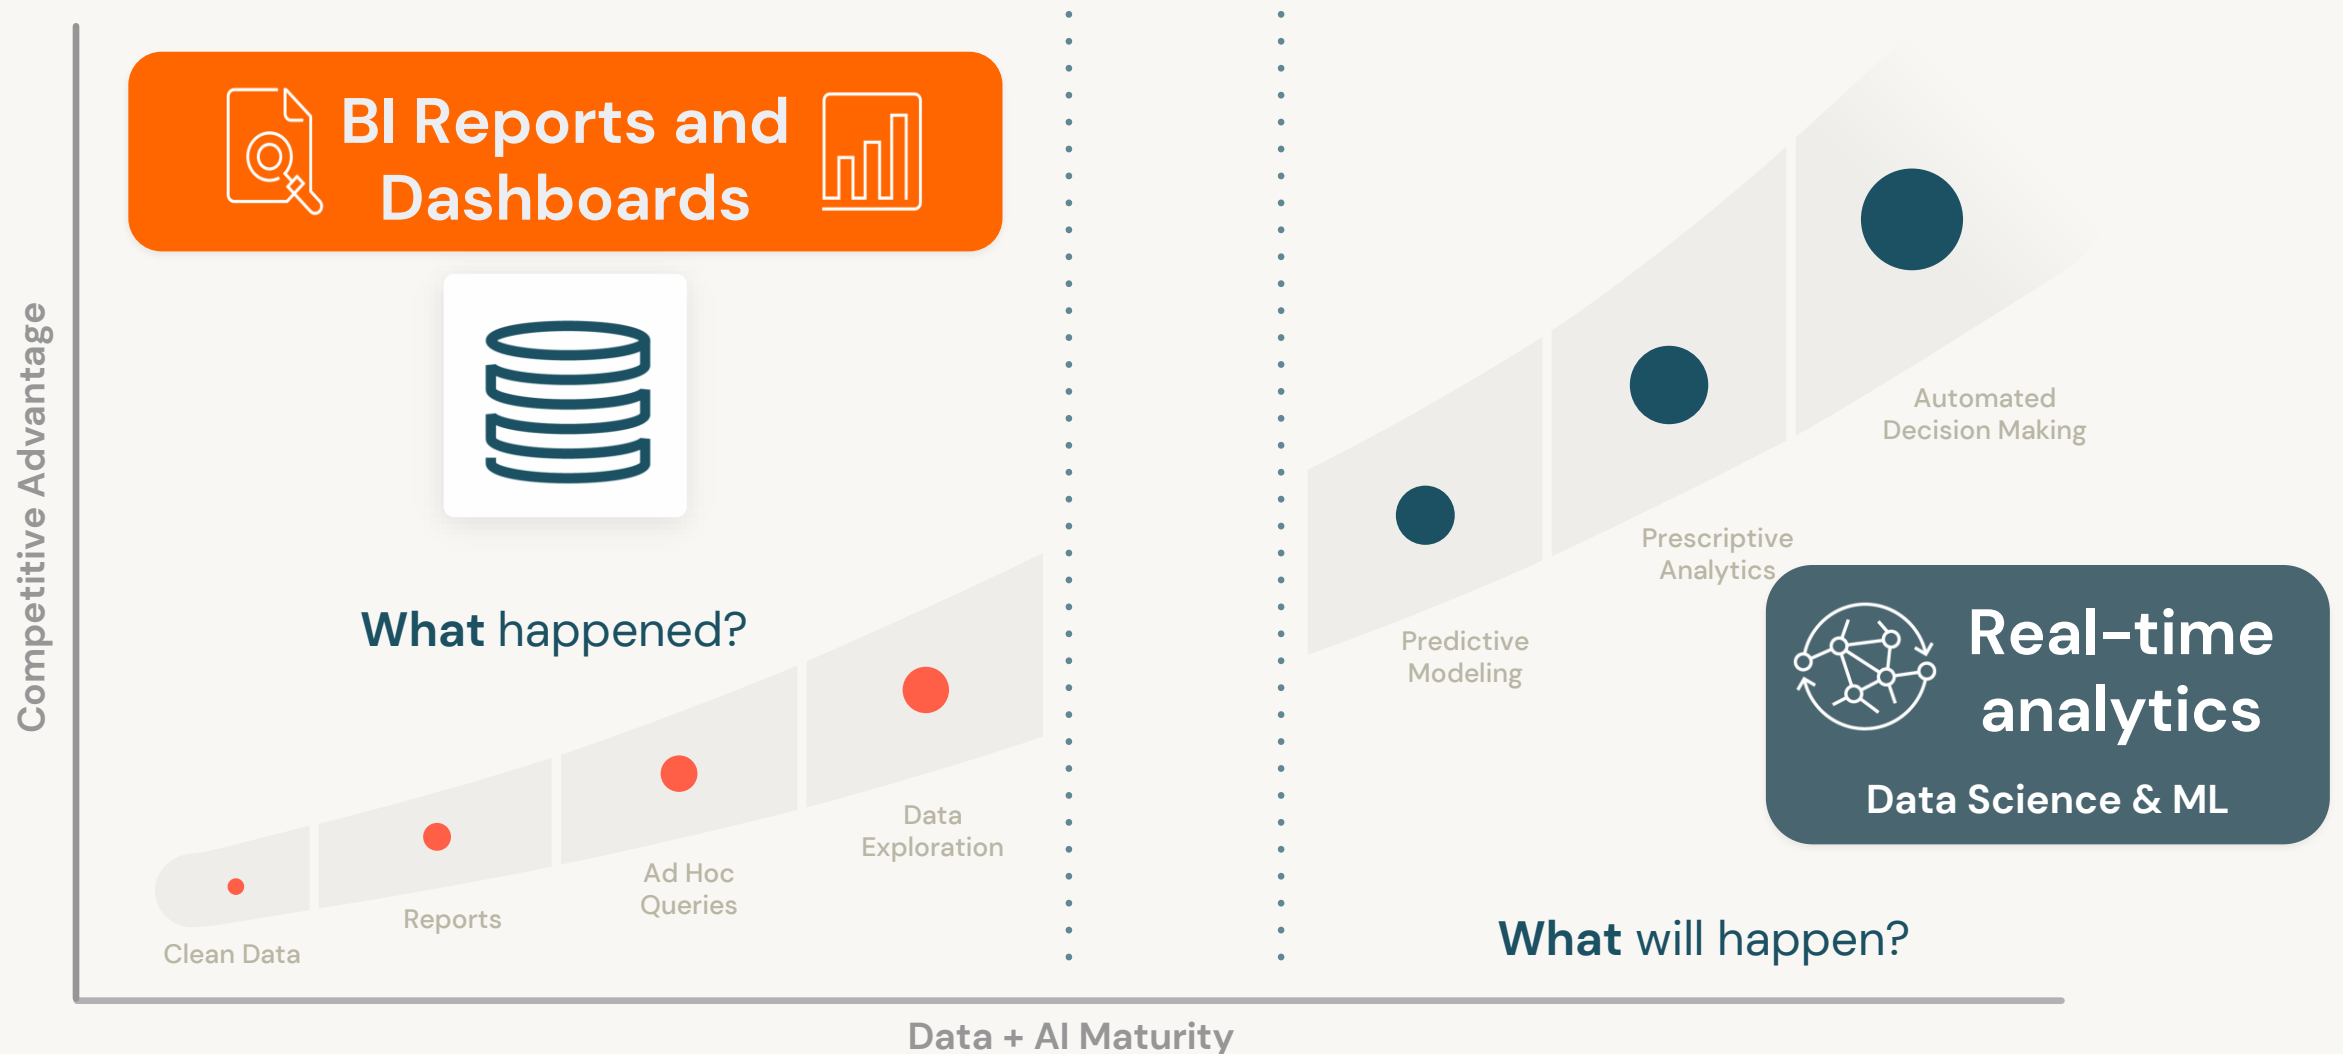 BI Reports and
Dashboards
Competitive Advantage
What happened?
Clean Data
Reports
Ad Hoc
Queries
Data
Exploration
Predictive
Modeling
Prescriptive
Analytics
Automated
Decision Making
Real-time
analytics
Data Science & ML
What will happen?
Data + AI Maturity